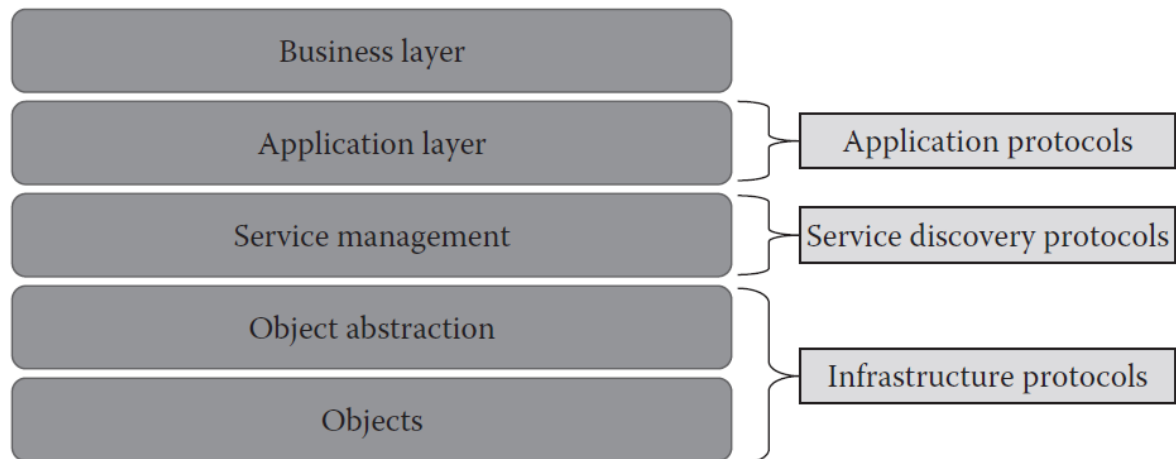 Business layer
Application layer
Application protocols
Service management
Service discovery protocols
Object abstraction
Infrastructure protocols
Objects